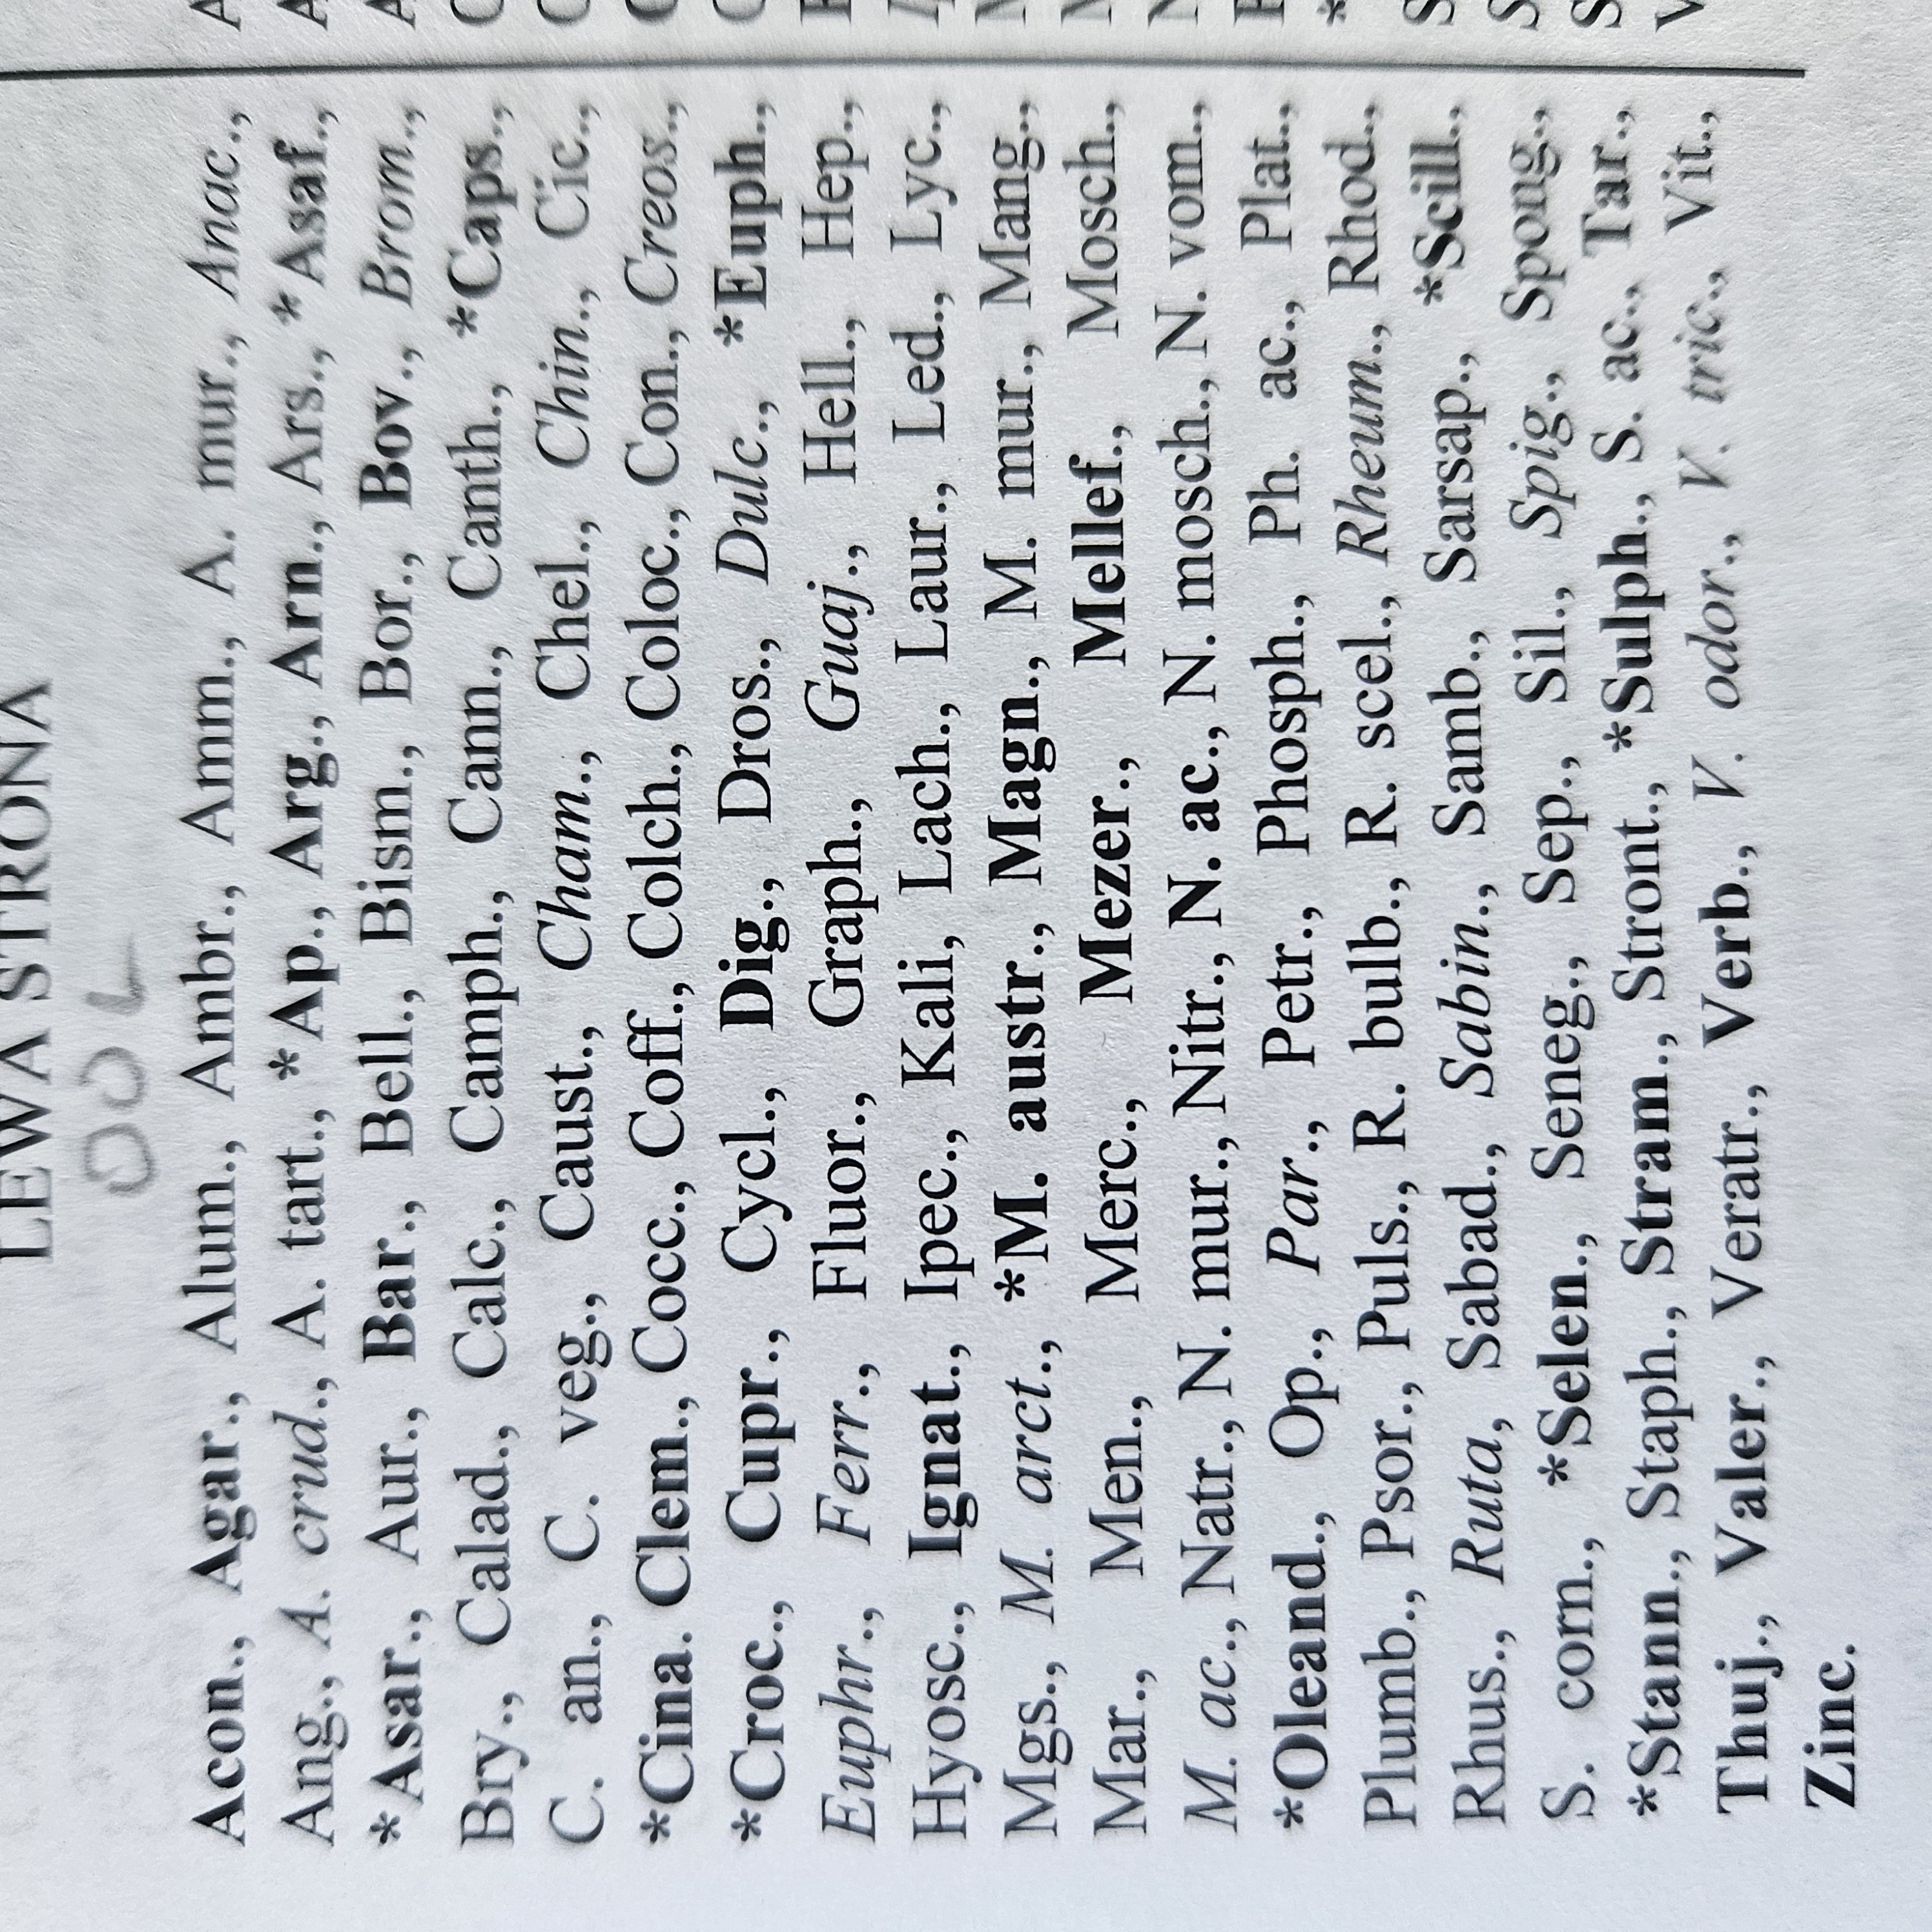 LEWA STRONA
OOL
Acon., Agar., Alum., Ambr., Amm., A. mur., Anac.,
Ang., A. crud., A. tart., *Ap., Arg., Arn., Ars., *Asaf.,
*Asar., Aur., Bar., Bell., Bism., Bor., Bov., Brom.,
Bry., Calad., Calc., Camph., Cann., Canth., *Caps.,
C. an., C. veg., Caust., Cham., Chel., Chin., Cic.,
*Cina. Clem., Cocc., Coff., Colch., Coloc., Con., Creos.,
*Croc., Cupr., Cycl., Dig., Dros., Dulc., *Euph.,
Euphr., Ferr., Fluor., Graph., Guaj., Hell., Hep.,
Hyosc., Ignat., Ipec., Kali, Lach., Laur., Led., Lyc.,
Mgs., M. arct., *M. austr., Magn., M. mur., Mang.,
Mar., Men., Merc., Mezer., Mellef., Mosch.,
M. ac., Natr., N. mur., Nitr., N. ac., N. mosch., N. vom.,
*Oleand., Op., Par., Petr., Phosph., Ph. ac., Plat.,
Plumb., Psor., Puls., R. bulb., R. scel., Rheum., Rhod.,
Rhus., Ruta, Sabad., Sabin., Samb., Sarsap., *Scill.,
S. corn., *Selen., Seneg., Sep., Sil., Spig., Spong.,
*Stann., Staph., Stram., Stront., *Sulph., S. ac., Tar.,
Thuj., Valer., Veratr., Verb., V. odor., V. tric., Vit.,
Zinc.